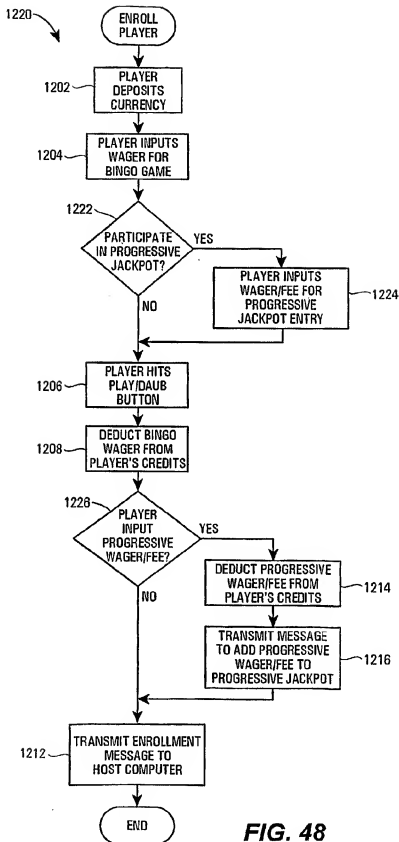 1220
ENROLL
PLAYER
1202
PLAYER
DEPOSITS
CURRENCY
1204
PLAYER INPUTS
WAGER FOR
BINGO GAME
1222
PARTICIPATE
IN PROGRESSIVE
JACKPOT?
YES
NO
PLAYER INPUTS
WAGER/FEE FOR
PROGRESSIVE
JACKPOT ENTRY
1224
1206
PLAYER HITS
PLAY/DAUB
BUTTON
1208
DEDUCT BINGO
WAGER FROM
PLAYER'S CREDITS
1226
PLAYER
INPUT
PROGRESSIVE
WAGER/FEE?
YES
NO
DEDUCT PROGRESSIVE
WAGER/FEE FROM
PLAYER'S CREDITS
1214
TRANSMIT MESSAGE
TO ADD PROGRESSIVE
WAGER/FEE TO
PROGRESSIVE JACKPOT
1216
1212
TRANSMIT ENROLLMENT
MESSAGE TO
HOST COMPUTER
END
FIG. 48